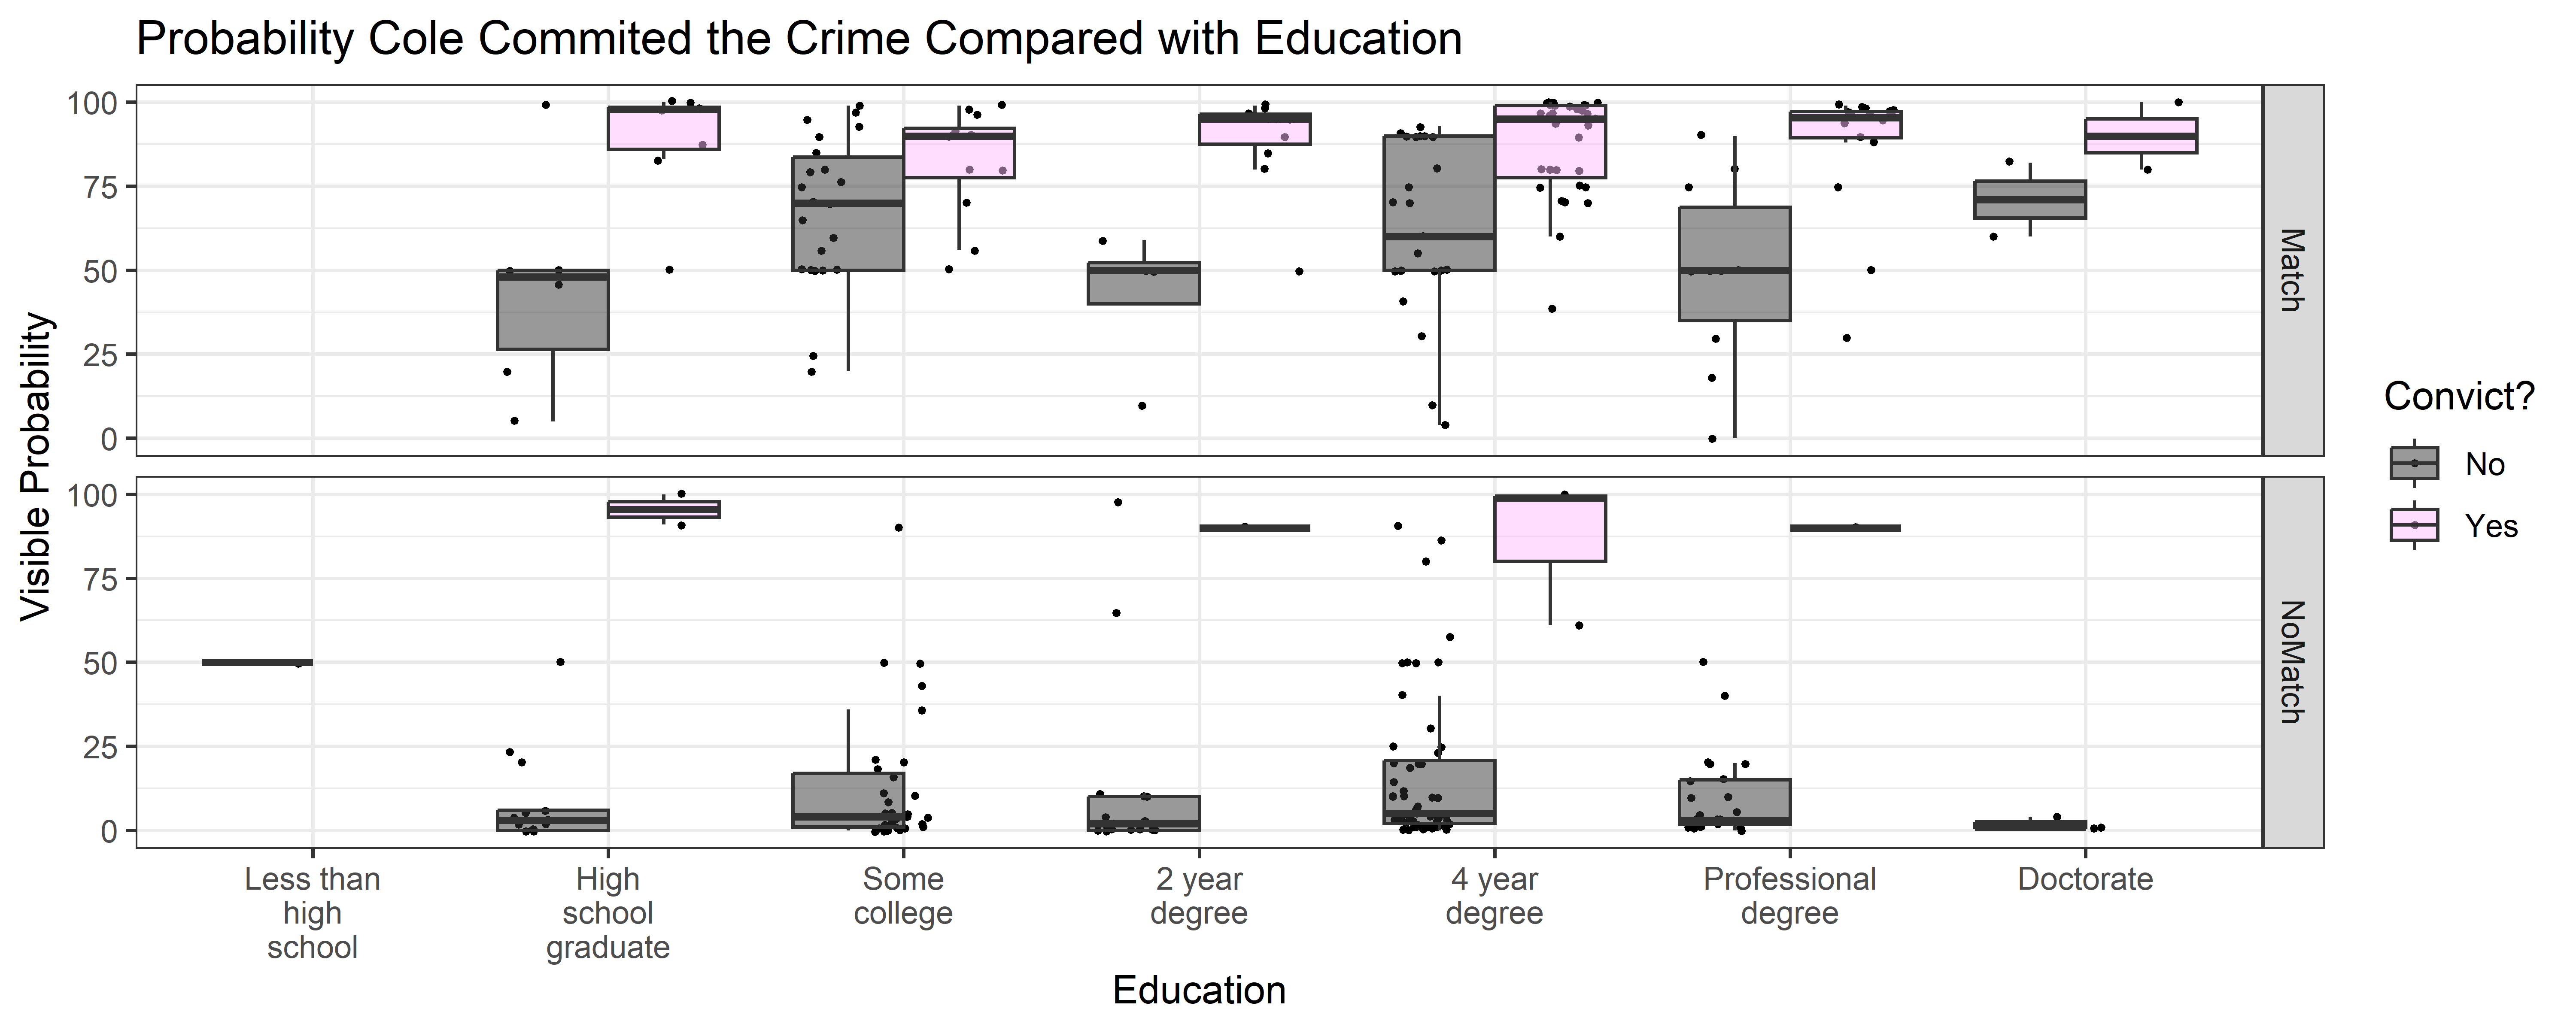 Probability Cole Commited the Crime Compared with Education
Visible Probability
100
75
50
25
0
Match
100
75
50
25
0
NoMatch
Less than
high
school
High
school
graduate
Some
college
2 year
degree
4 year
degree
Professional
degree
Doctorate
Education
Convict?
No
Yes